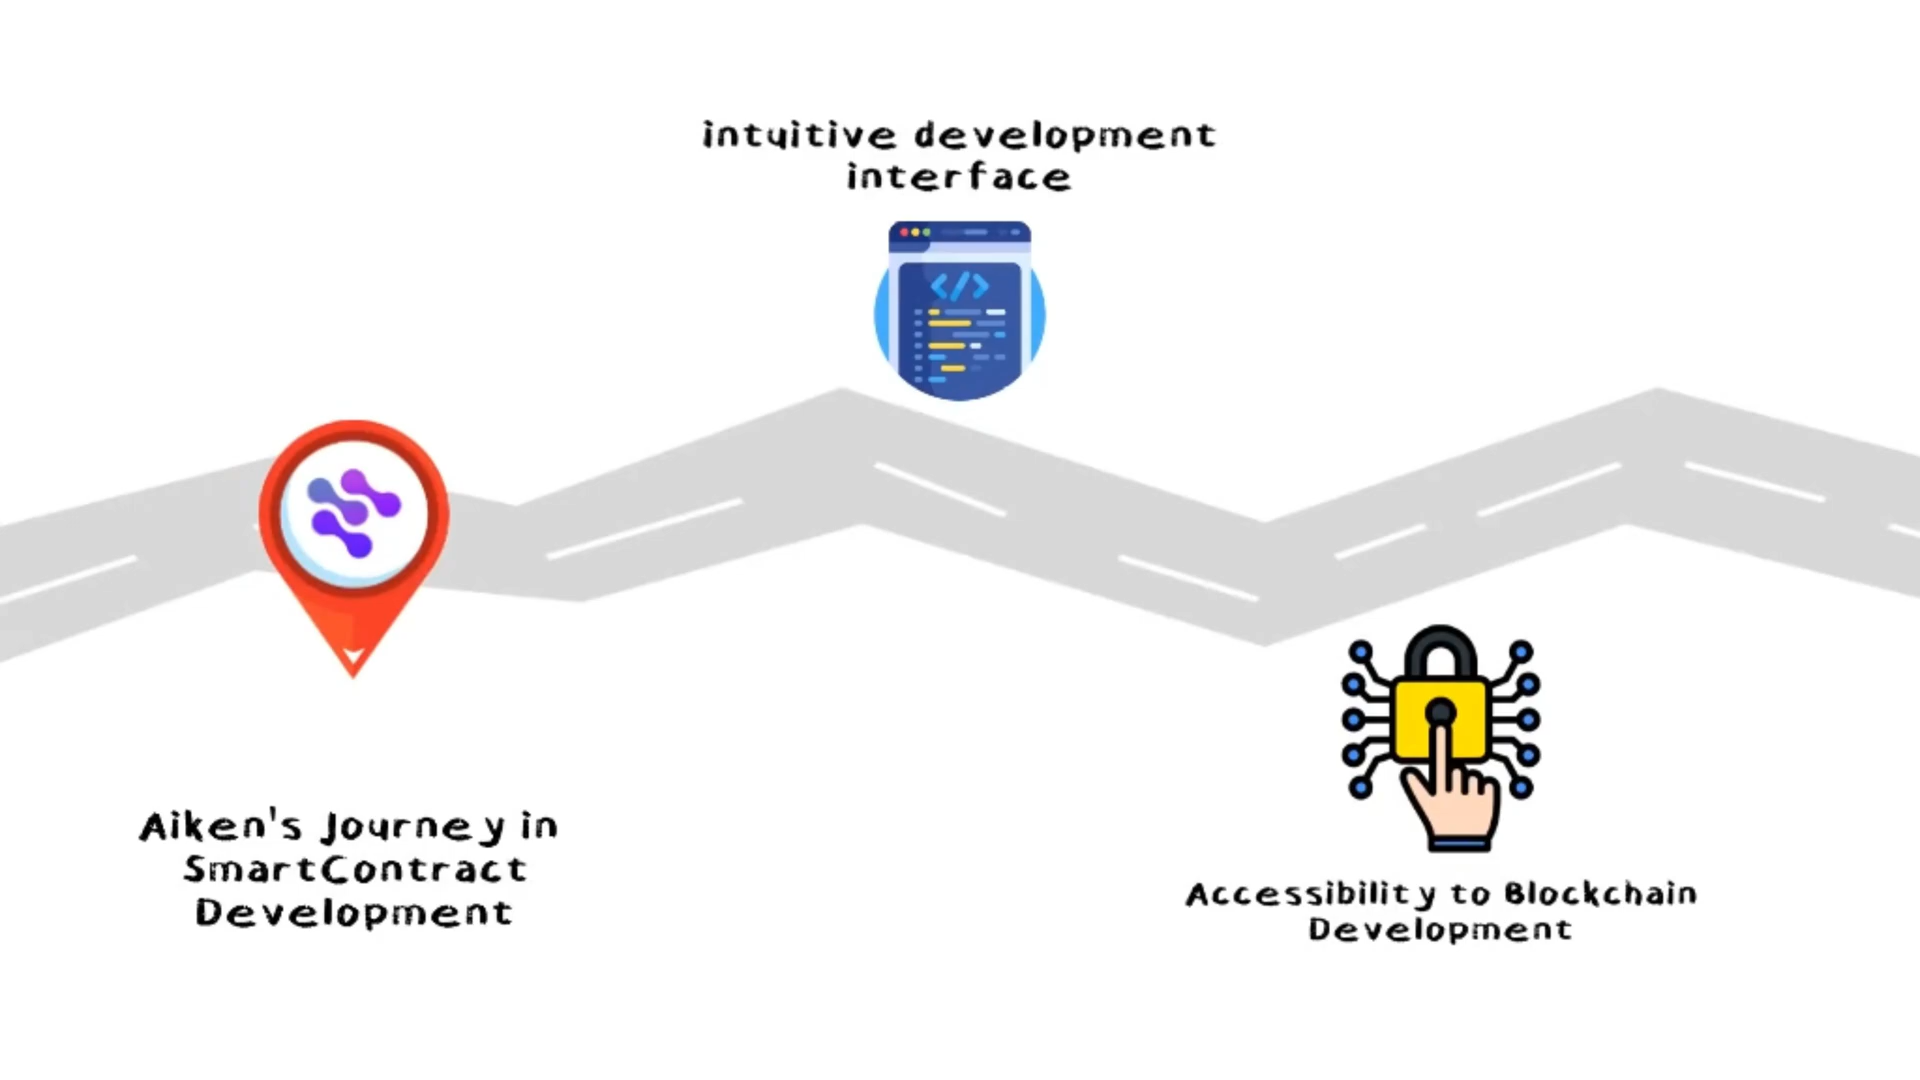 intuitive development
interface
Aiken's Journey in
SmartContract
Development
Accessibility to Blockchain
Development